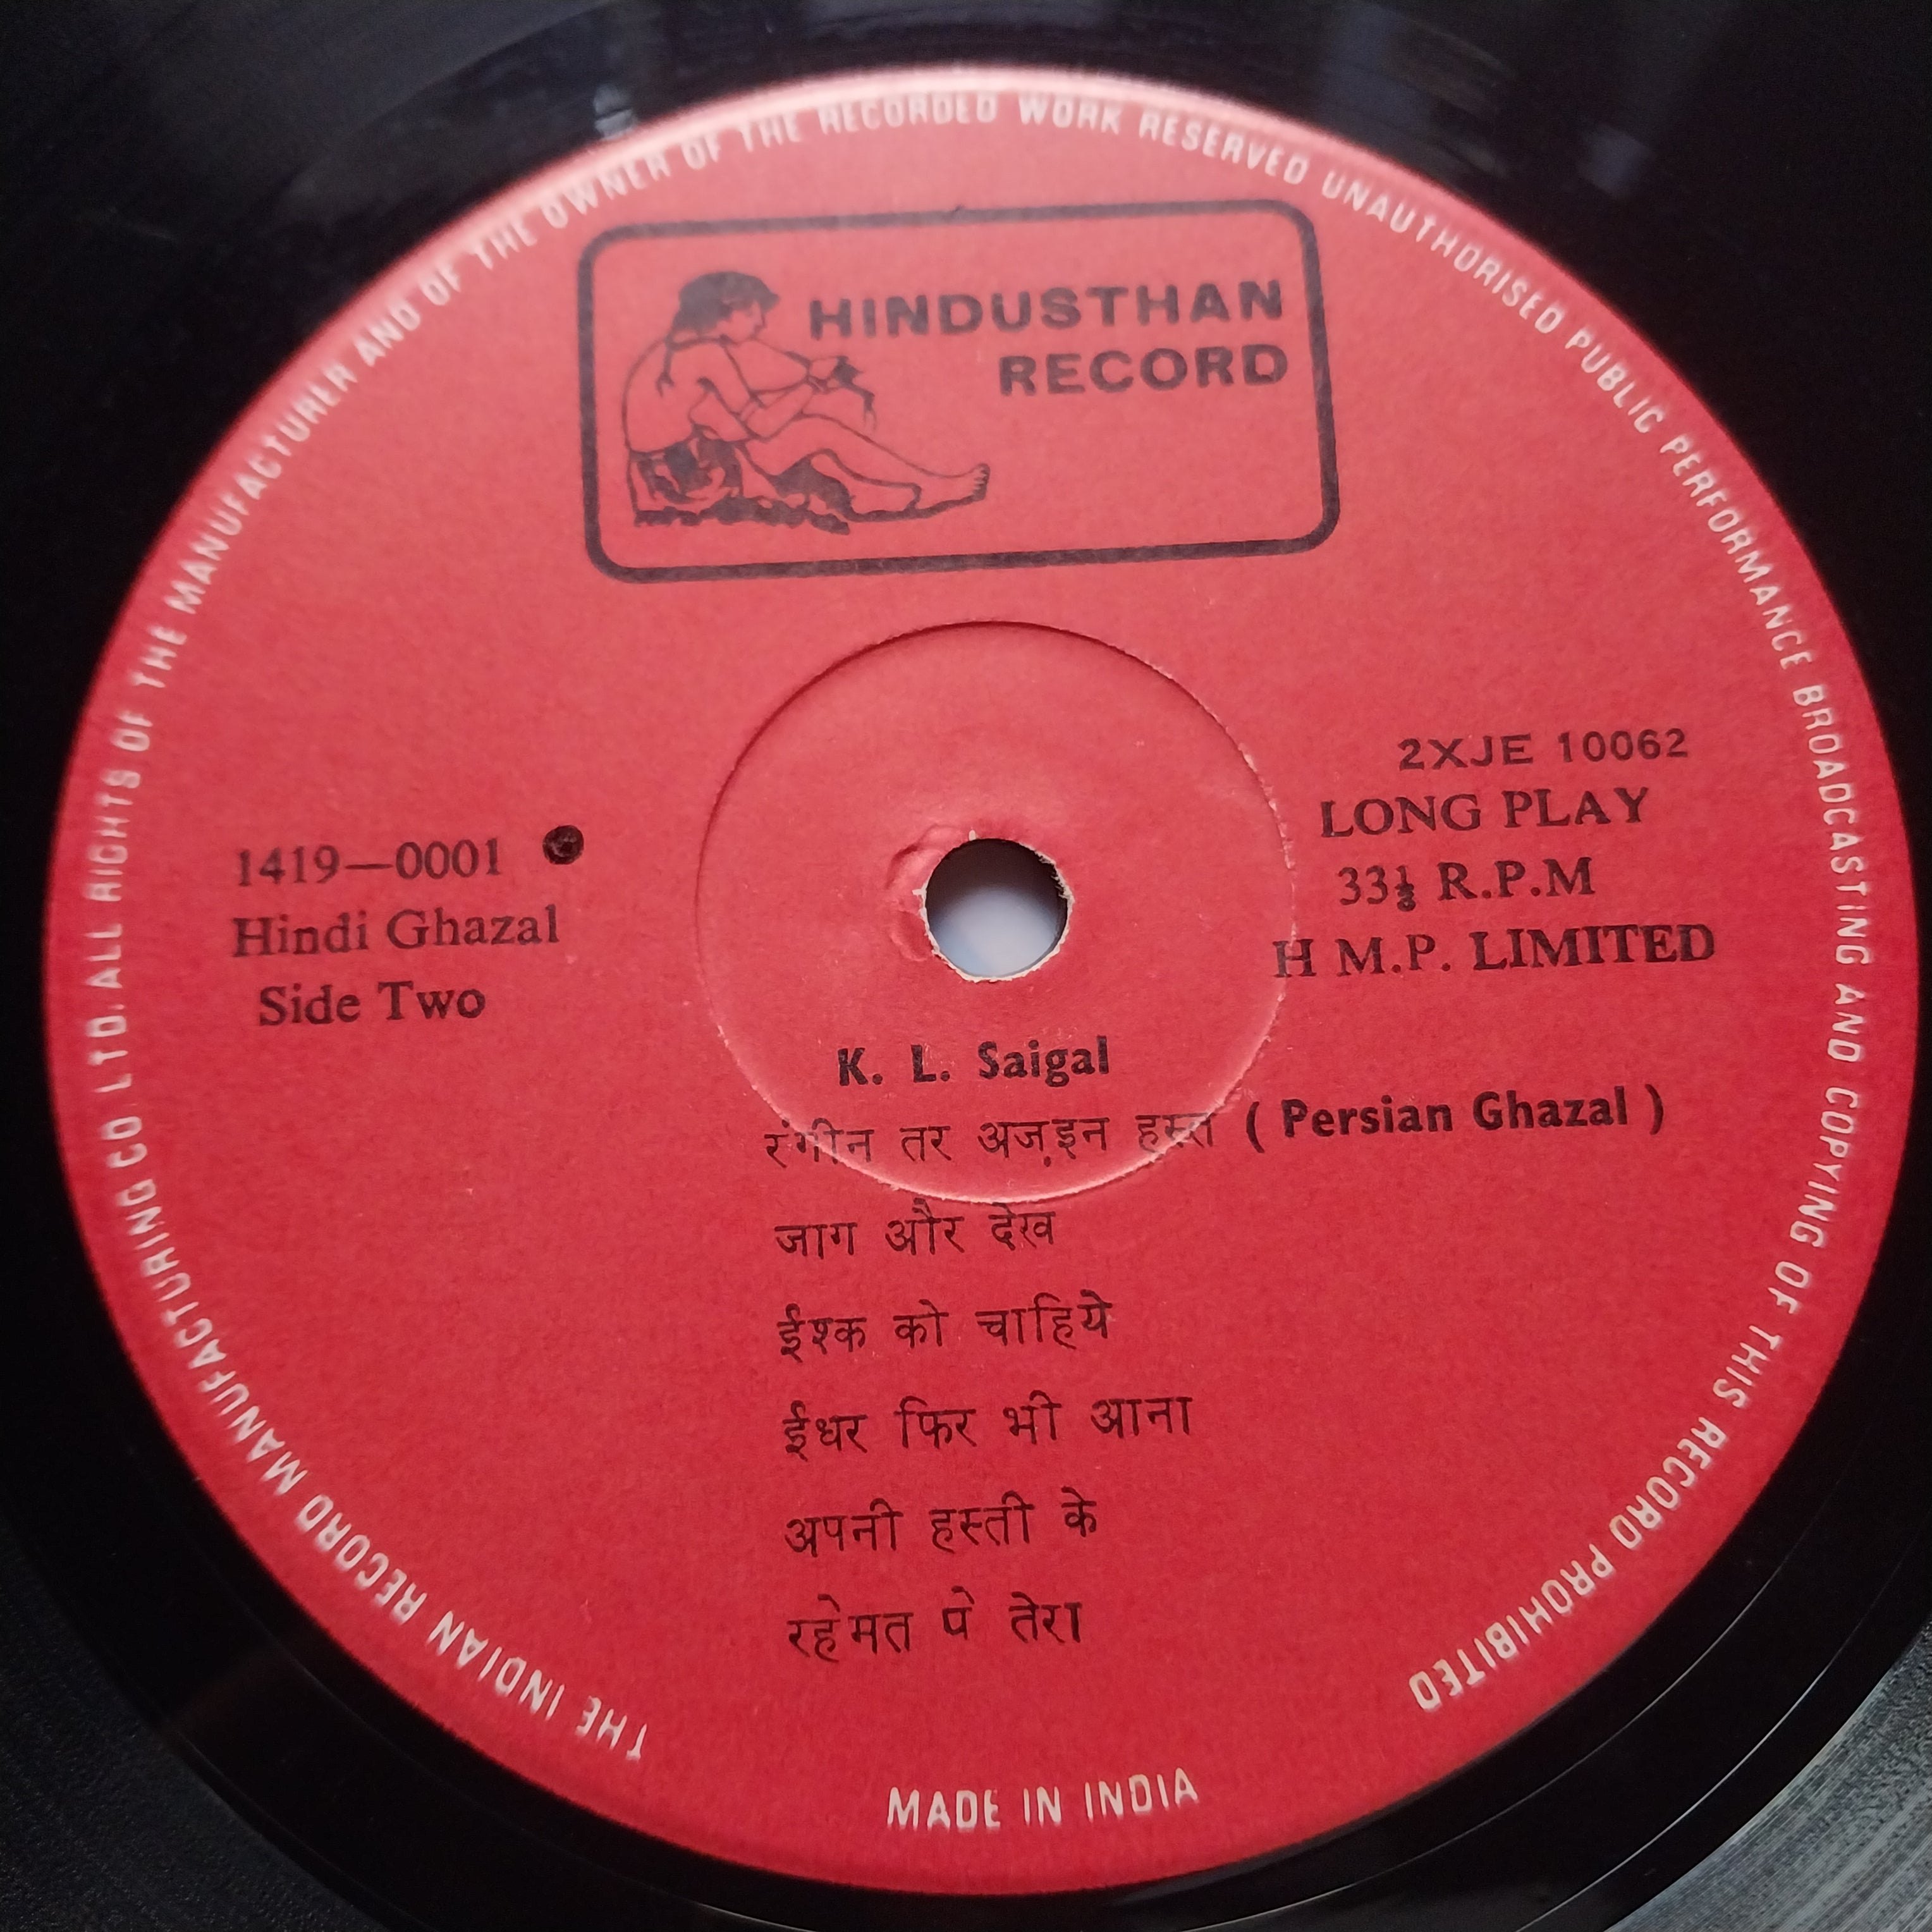 THE INDIAN RECORD MANUFACTURING CO LTD. ALL RIGHTS OF THE MANUFACTURER AND OF THE OWNER OF THE RECORDED WORK RESERVED UNAUTHORISED PUBLIC PERFORMANCE BROADCASTING AND COPYING OF THIS RECORD PROHIBITED
HINDUSTHAN
RECORD
1419—0001
Hindi Ghazal
Side Two
2XJE 10062
LONG PLAY
33⅓ R.P.M
H M.P. LIMITED
K. L. Saigal
रंगीन तर अज़इन हस्त ( Persian Ghazal )
जाग और देख
ईश्क को चाहिये
ईधर फिर भी आना
अपनी हस्ती के
रहेमत पे तेरा
MADE IN INDIA